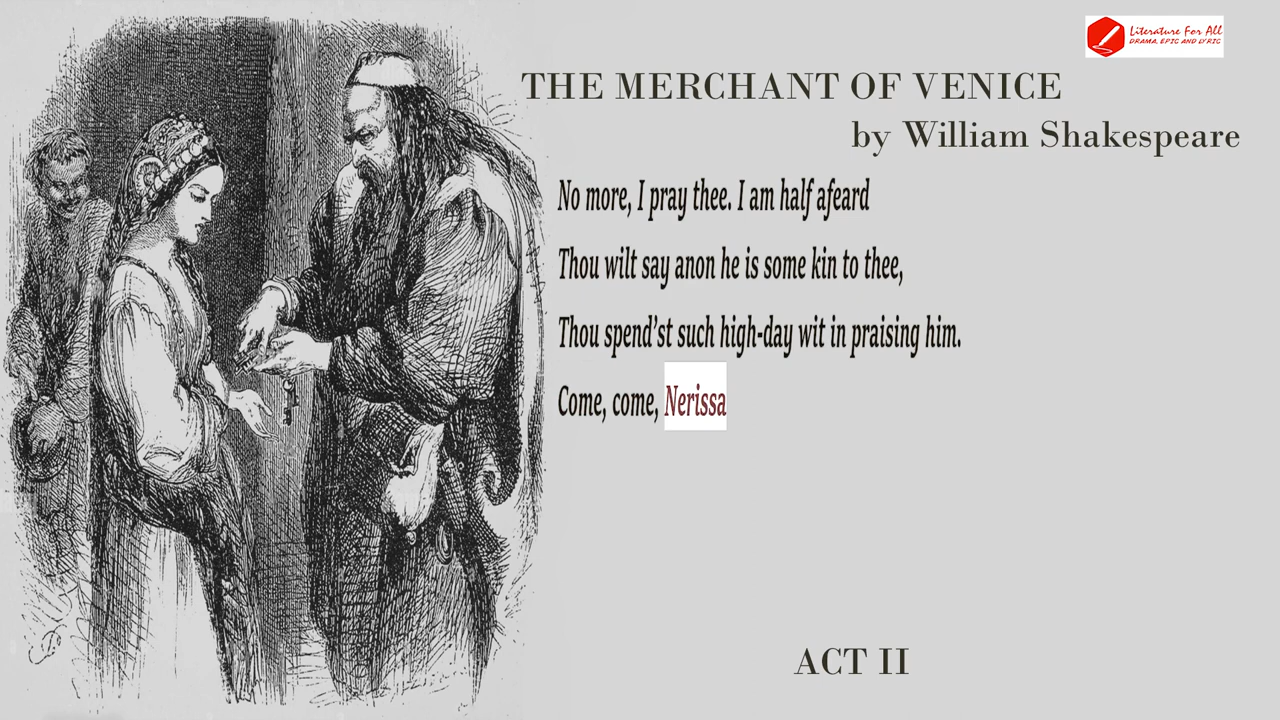 Literature For All
DRAMA, EPIC AND LYRIC
THE MERCHANT OF VENICE
by William Shakespeare
No more, I pray thee. I am half afeard
Thou wilt say anon he is some kin to thee,
Thou spend'st such high-day wit in praising him.
Come, come, Nerissa
ACT II